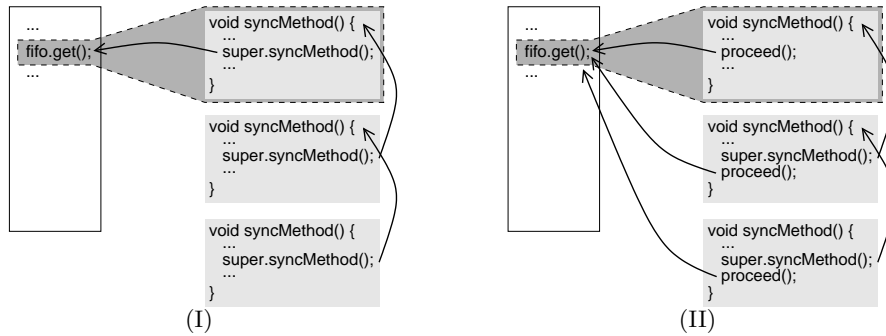 ...
fifo.get();
...
void syncMethod() {
...
super.syncMethod();
...
}
void syncMethod() {
...
super.syncMethod();
...
}
void syncMethod() {
...
super.syncMethod();
...
}
(I)
...
fifo.get();
...
void syncMethod() {
...
proceed();
...
}
void syncMethod() {
...
super.syncMethod();
proceed();
}
void syncMethod() {
...
super.syncMethod();
proceed();
}
(II)